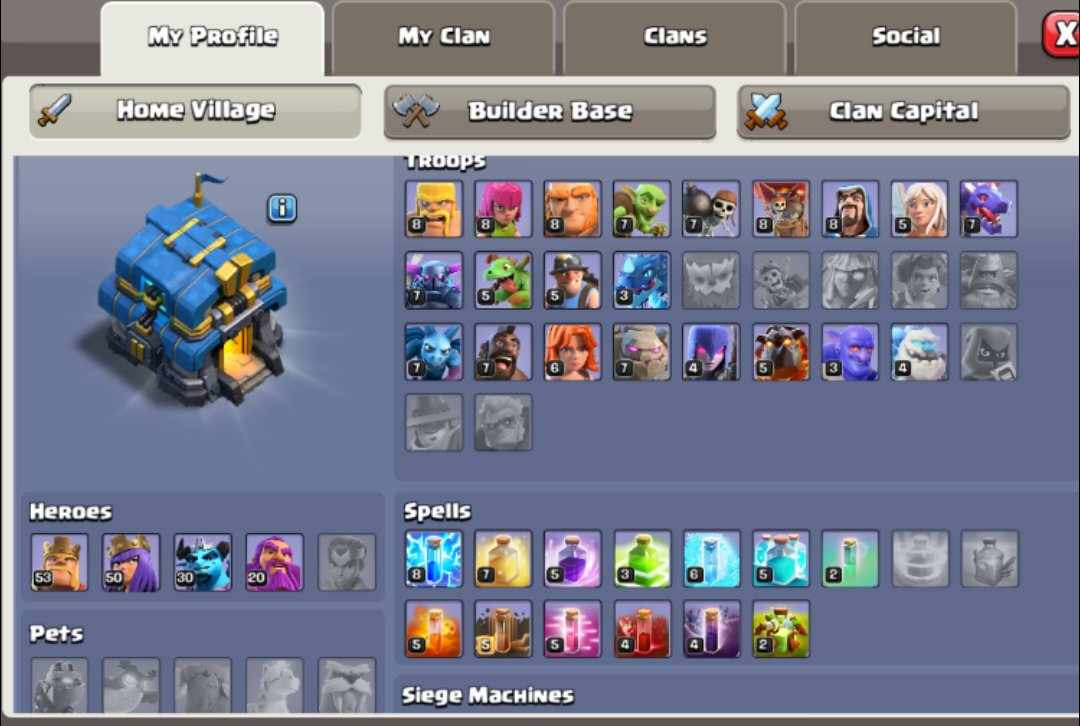 My Profile
My Clan
Clans
Social
X
Home Village
Builder Base
Clan Capital
i
Troops
8 8 8 7 7 8 8 5 7
7 5 5 3
7 7 6 7 4 5 3 4
Heroes
53 50 30 20
Spells
8 7 5 3 6 5 2
5 5 5 4 4 2
Pets
Siege Machines